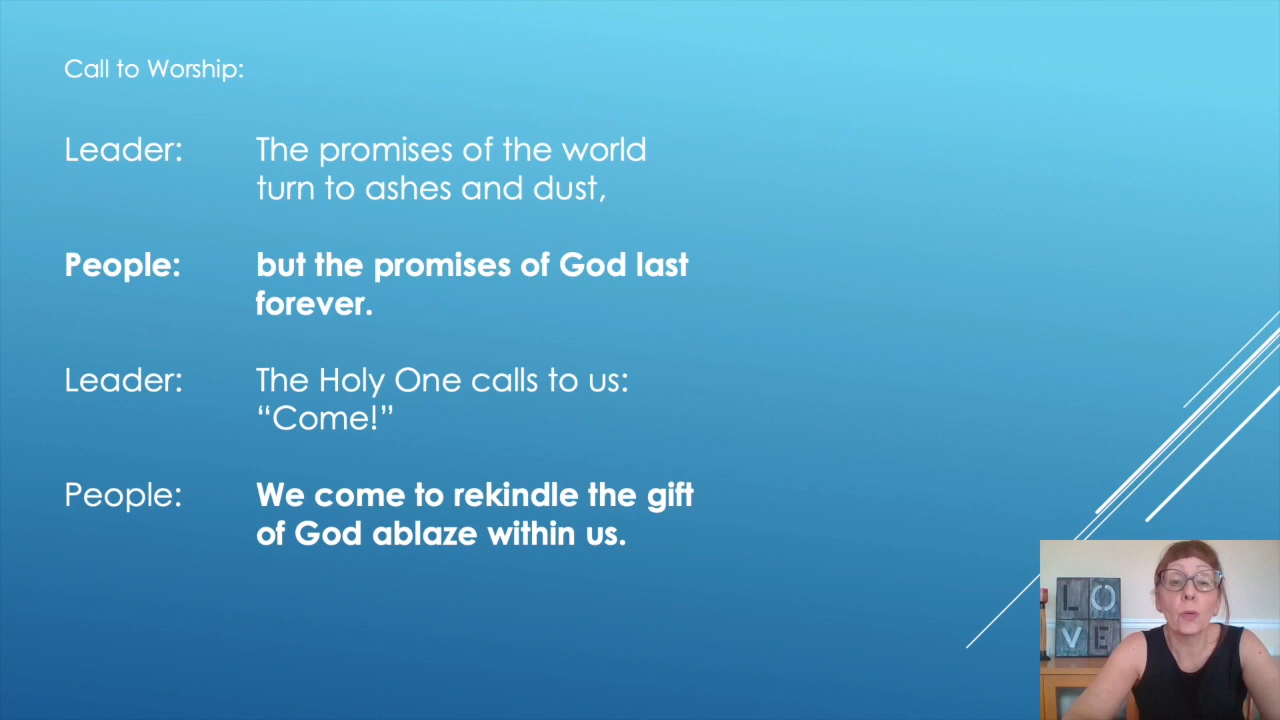 Call to Worship:
Leader: The promises of the world
turn to ashes and dust,
People: but the promises of God last
forever.
Leader: The Holy One calls to us:
“Come!”
People: We come to rekindle the gift
of God ablaze within us.
LO
VE